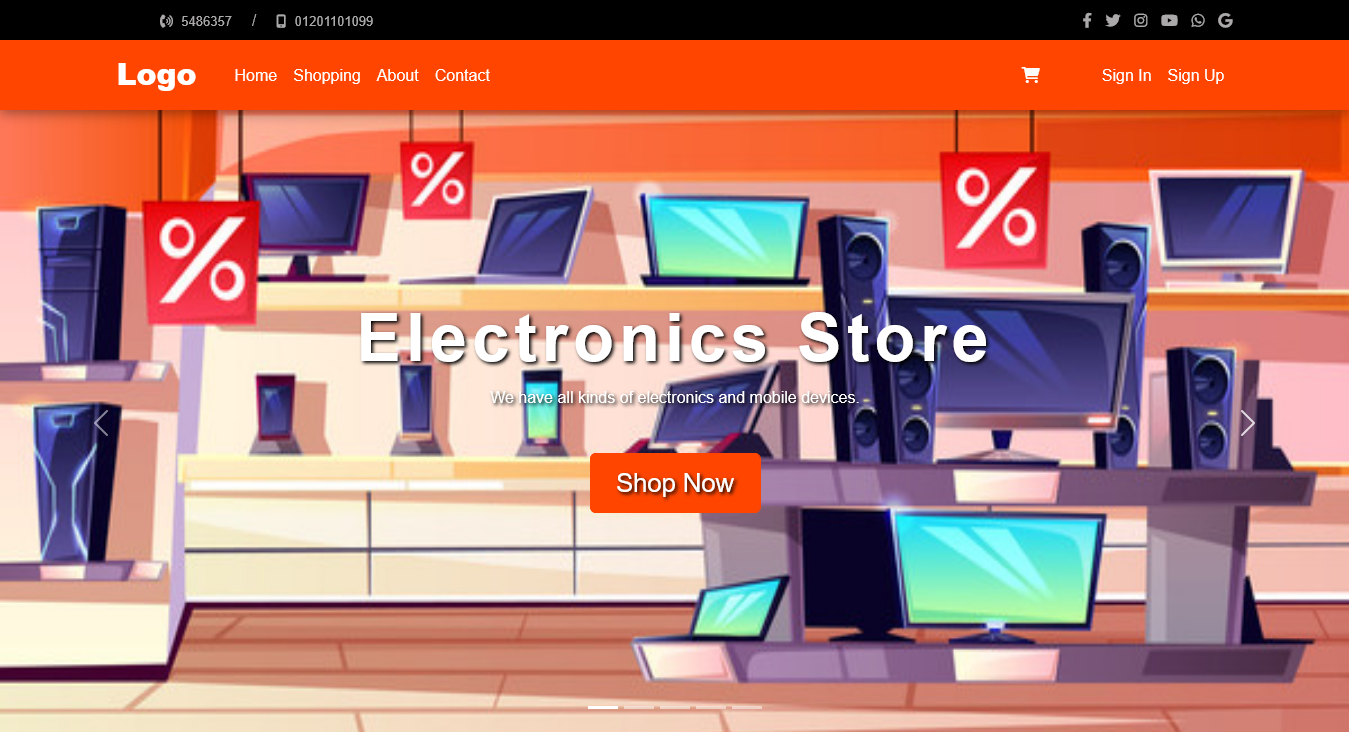 5486357 / 01201101099
Logo Home Shopping About Contact Sign In Sign Up
%
%
%
Electronics Store
We have all kinds of electronics and mobile devices.
Shop Now